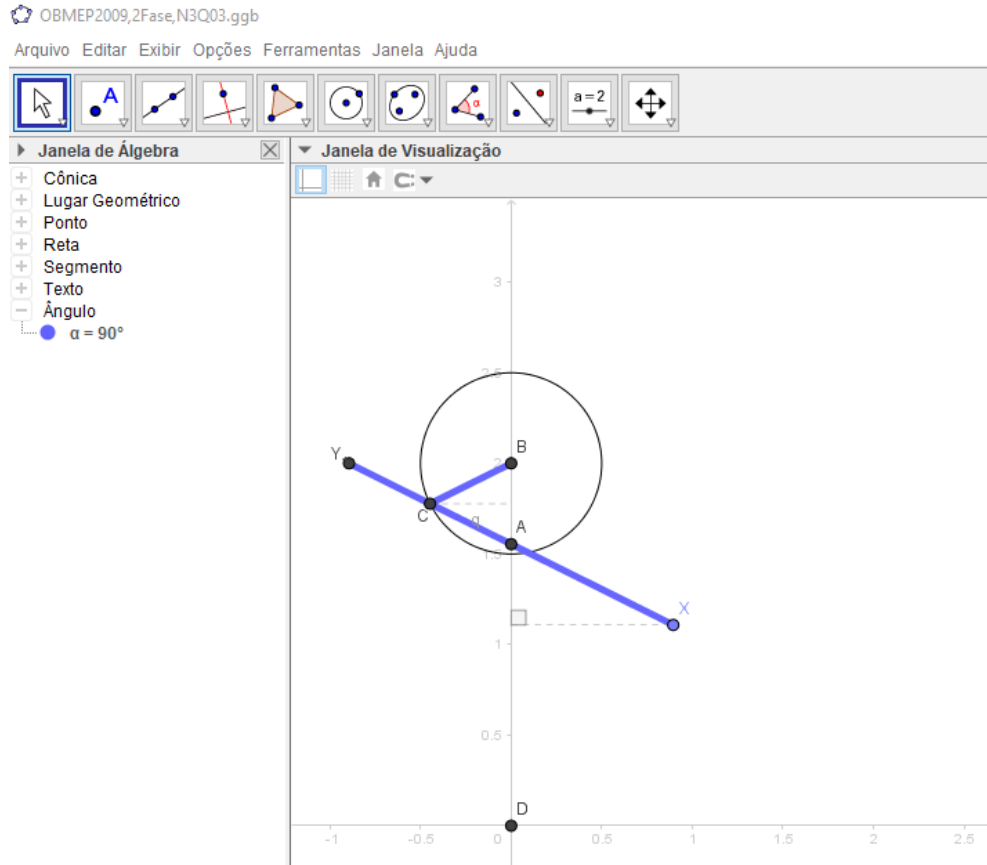 OBMEP2009,2Fase,N3Q03.ggb
Arquivo Editar Exibir Opções Ferramentas Janela Ajuda
A α a = 2
Janela de Álgebra
Cônica
Lugar Geométrico
Ponto
Reta
Segmento
Texto
Ângulo
α = 90°
Janela de Visualização
3
2.5
Y B
2
C α A
1.5
X
1
0.5
D
-1 -0.5 0 0.5 1 1.5 2 2.5